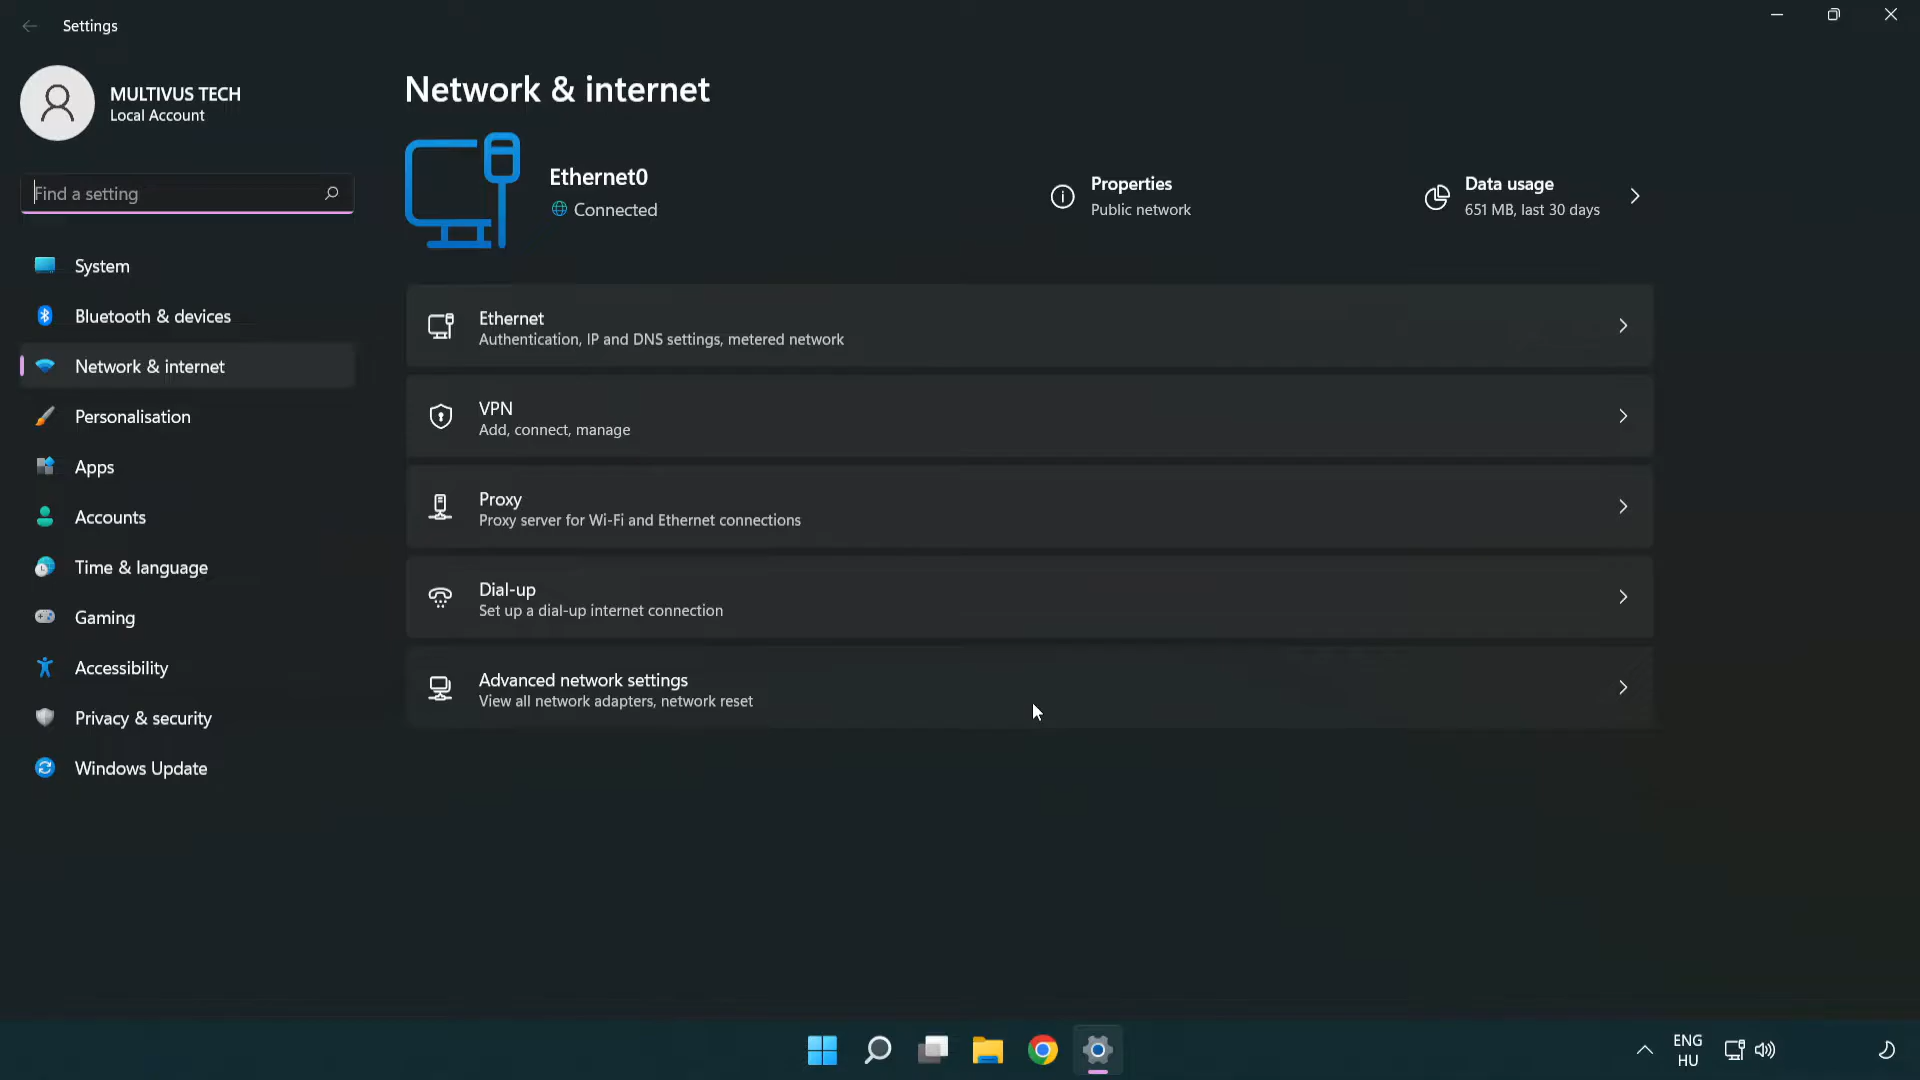 Settings
MULTIVUS TECH
Local Account
Find a setting
System
Bluetooth & devices
Network & internet
Personalisation
Apps
Accounts
Time & language
Gaming
Accessibility
Privacy & security
Windows Update
Network & internet
Ethernet0
Connected
Properties
Public network
Data usage
651 MB, last 30 days
Ethernet
Authentication, IP and DNS settings, metered network
VPN
Add, connect, manage
Proxy
Proxy server for Wi-Fi and Ethernet connections
Dial-up
Set up a dial-up internet connection
Advanced network settings
View all network adapters, network reset
ENG
HU